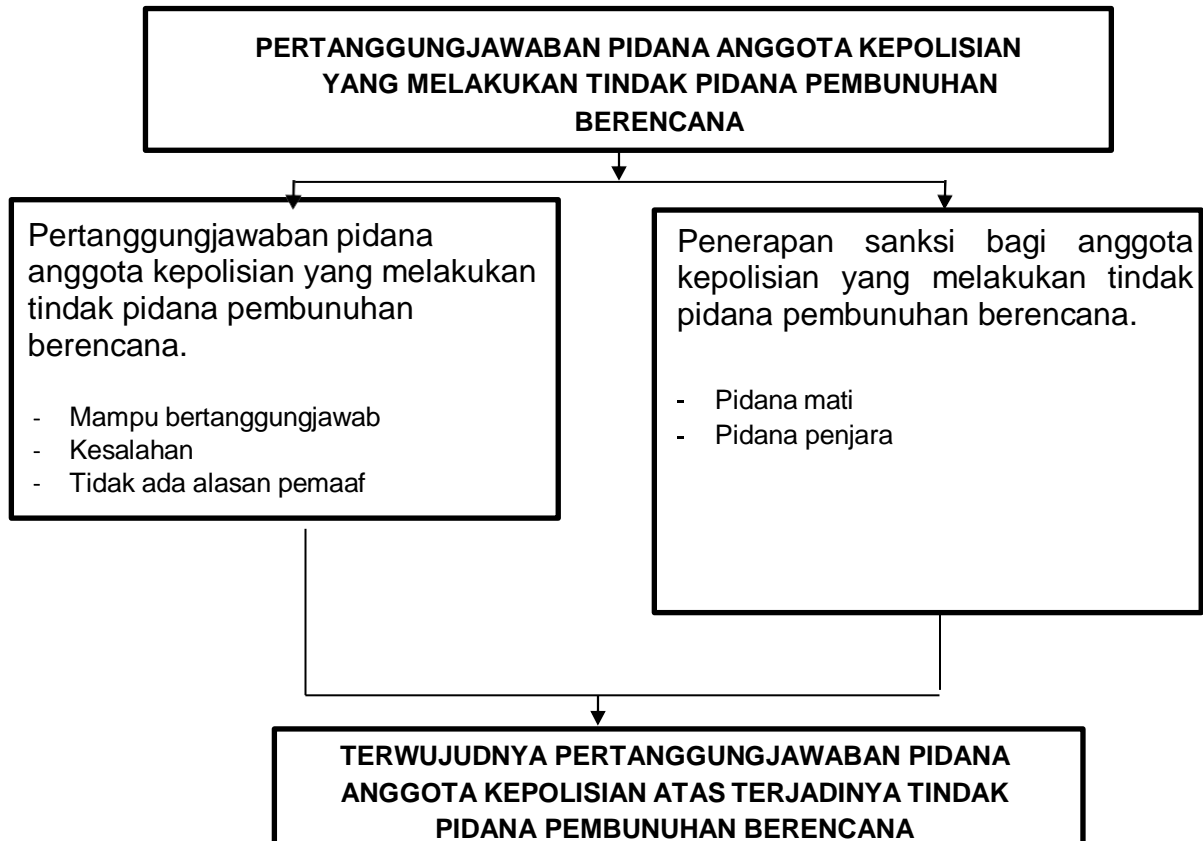 PERTANGGUNGJAWABAN PIDANA ANGGOTA KEPOLISIAN
YANG MELAKUKAN TINDAK PIDANA PEMBUNUHAN
BERENCANA
Pertanggungjawaban pidana
anggota kepolisian yang melakukan
tindak pidana pembunuhan
berencana.
- Mampu bertanggungjawab
- Kesalahan
- Tidak ada alasan pemaaf
Penerapan sanksi bagi anggota
kepolisian yang melakukan tindak
pidana pembunuhan berencana.
- Pidana mati
- Pidana penjara
TERWUJUDNYA PERTANGGUNGJAWABAN PIDANA
ANGGOTA KEPOLISIAN ATAS TERJADINYA TINDAK
PIDANA PEMBUNUHAN BERENCANA